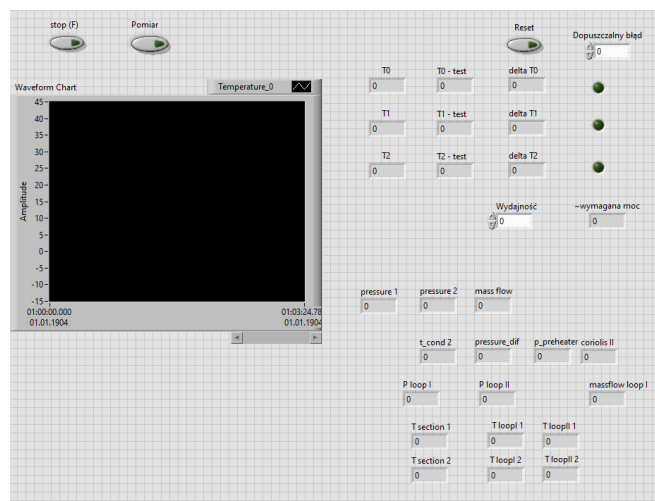 stop (F)
Pomiar
Reset
Dopuszczalny błąd
0
T0
T0 - test
delta T0
0
0
0
T1
T1 - test
delta T1
0
0
0
T2
T2 - test
delta T2
0
0
0
Wydajność
~wymagana moc
0
0
Waveform Chart
Temperature_0
45-
40-
35-
30-
25-
20-
15-
10-
5-
0-
-5-
-10-
-15-
Amplitude
01:00:00.000
01.01.1904
01:03:24.78
01.01.1904
pressure 1
pressure 2
mass flow
0
0
0
t_cond 2
pressure_dif
p_preheater
coriolis II
0
0
0
0
P loop I
P loop II
massflow loop I
0
0
0
T section 1
T loopI 1
T loopII 1
0
0
0
T section 2
T loopI 2
T loopII 2
0
0
0